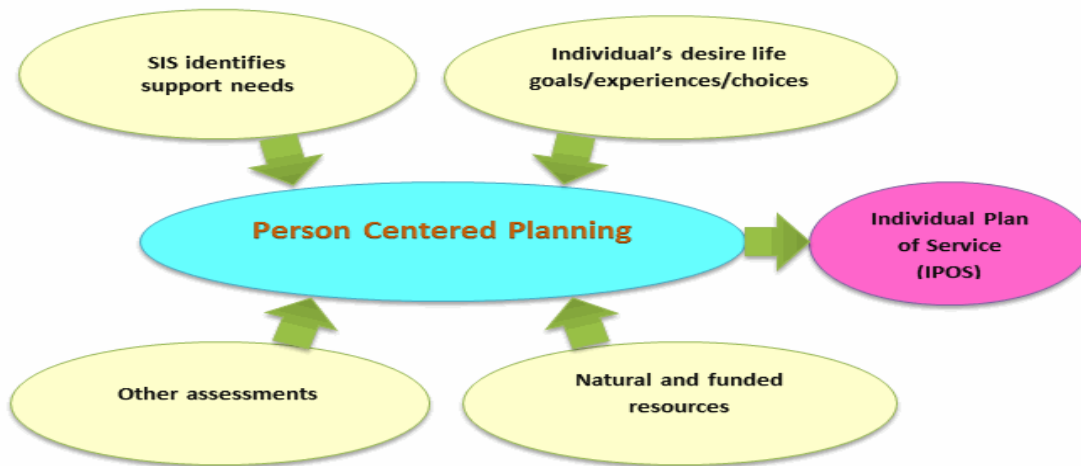 SIS identifies
support needs
Individual's desire life
goals/experiences/choices
Person Centered Planning
Individual Plan
of Service
(IPOS)
Other assessments
Natural and funded
resources